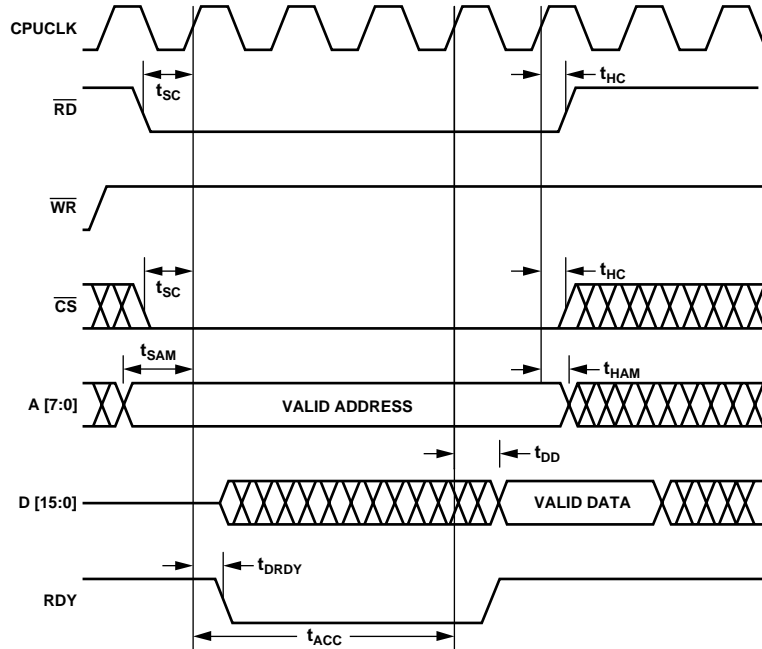 CPUCLK
tSC
tHC
RD
WR
tSC
tHC
CS
tSAM
tHAM
A [7:0]
VALID ADDRESS
tDD
D [15:0]
VALID DATA
tDRDY
RDY
tACC